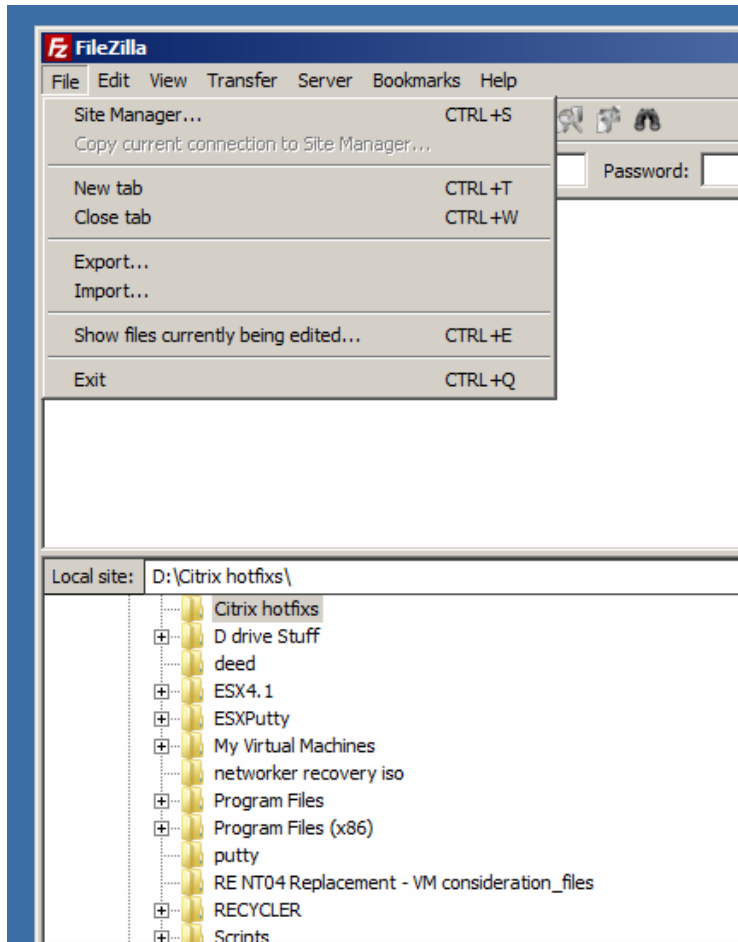 Fz FileZilla
File Edit View Transfer Server Bookmarks Help
Site Manager... CTRL+S
Copy current connection to Site Manager...
Password:
New tab CTRL+T
Close tab CTRL+W
Export...
Import...
Show files currently being edited... CTRL+E
Exit CTRL+Q
Local site: D:\Citrix hotfixs\
Citrix hotfixs
D drive Stuff
deed
ESX4.1
ESXPutty
My Virtual Machines
networker recovery iso
Program Files
Program Files (x86)
putty
RE NT04 Replacement - VM consideration_files
RECYCLER
Scripts